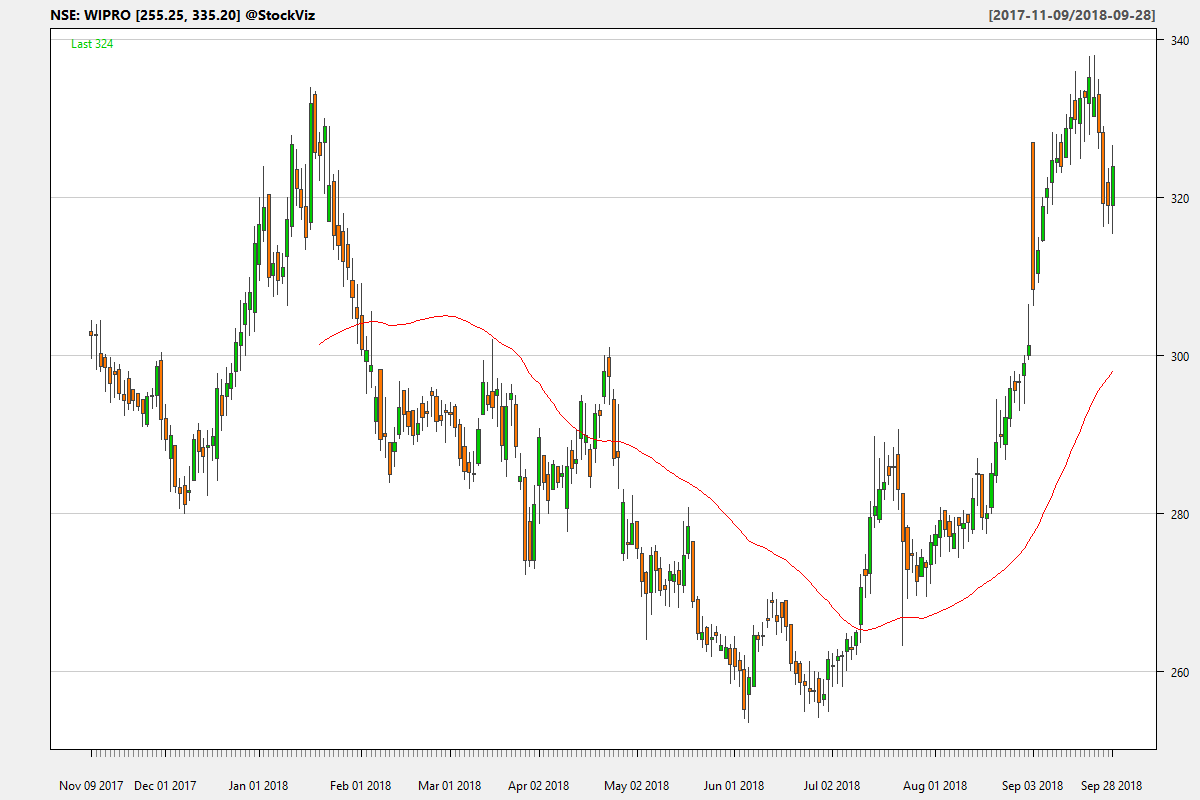 NSE: WIPRO [255.25, 335.20] @StockViz [2017-11-09/2018-09-28]
Last 324
340
320
300
280
260
Nov 09 2017 Dec 01 2017 Jan 01 2018 Feb 01 2018 Mar 01 2018 Apr 02 2018 May 02 2018 Jun 01 2018 Jul 02 2018 Aug 01 2018 Sep 03 2018 Sep 28 2018